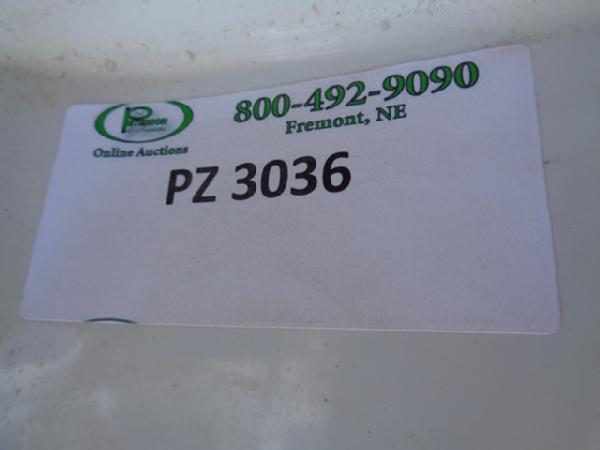 800-492-9090
Fremont, NE
Online Auctions
PZ 3036